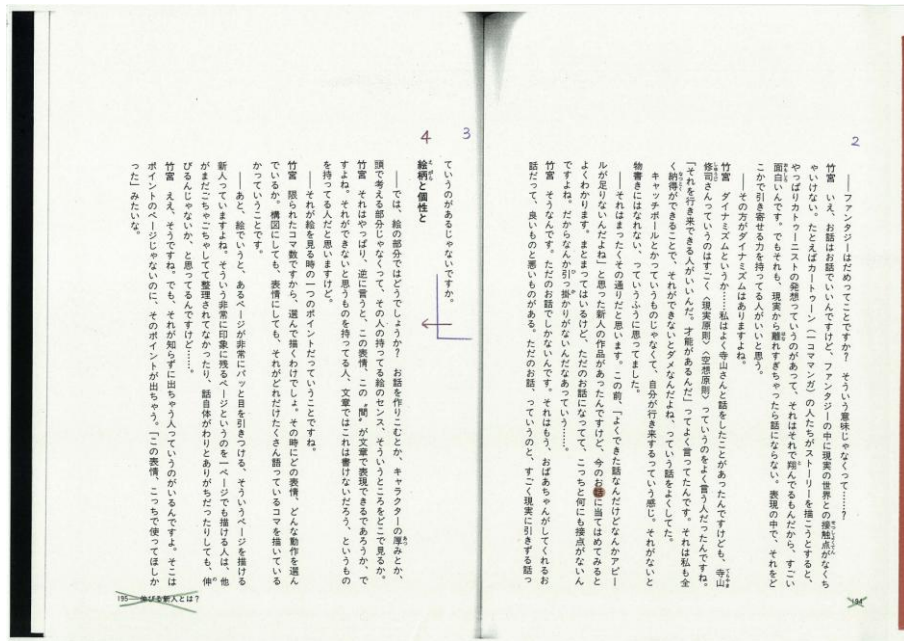 2
――ファンタジーはだめってことですか? そういう意味じゃなくって……?
竹宮 いえ、お話はお話でいいんですけど、ファンタジーの中に現実の世界との接触点がなくち
ゃいけない。たとえばカートゥーン(一コママンガ)の人たちがストーリーを描こうとすると、
やっぱりカトゥーニストの発想っていうのがあって、それはそれで翔んでるもんだから、すごい
面白いんです。でもそれも、現実から離れすぎちゃったら話にならない。表現の中で、それをど
こかで引き寄せる力を持ってる人がいいと思う。
――その方がダイナミズムはありますよね。
竹宮 ダイナミズムというか……私はよく寺山さんと話をしたことがあったんですけども、寺山
修司さんっていうのはすごく〈現実原則〉〈空想原則〉っていうのをよく言う人だったんですね。
「それを行き来できる人がいいんだ。才能があるんだ」ってよく言ってたんです。それは私も全
く納得ができることで、それができないとダメなんだよね、っていう話をよくしてた。
キャッチボールとかっていうものじゃなくて、自分が行き来するっていう感じ。それがないと
物書きにはなれない、っていうふうに思ってました。
――それはまったくその通りだと思います。この前、「よくできた話なんだけどなんかアピー
ルが足りないんだよね」と思った新人の作品があったんですけど、今のお話に当てはめてみると
よくわかります。まとまってはいるけど、ただのお話になってて、こっちと何にも接点がないん
ですよね。だからなんか引っ掛かりがないんだなあっていう……。
竹宮 そうなんです。ただのお話でしかないんです。それはもう、おばあちゃんがしてくれるお
話だって、良いものと悪いものがある。ただのお話、っていうのと、すごく現実に引きずる話っ
194
3
ていうのがあるじゃないですか。
4
絵柄と個性と
――では、絵の部分ではどうでしょうか? お話を作りこむとか、キャラクターの厚みとか、
頭で考える部分じゃなくって、その人の持ってる絵のセンス、そういうところをどこで見るか。
竹宮 それはやっぱり、逆に言うと、この表情、この〝間〟が文章で表現できるであろうか、で
すよね。それができないと思うものを持ってる人、文章ではこれは書けないだろう、というもの
を持ってる人だと思いますけど。
――それが絵を見る時の一つのポイントだっていうことですね。
竹宮 限られたコマ数ですから、選んで描くわけでしょ。その時にどの表情、どんな動作を選ん
でいるか。構図にしても、表情にしても、それがどれだけたくさん語っているコマを描いている
かっていうことです。
――あと、絵でいうと、あるページが非常にパッと目を引きつける、そういうページを描ける
新人っていますよね。そういう非常に印象に残るページというのを一ページでも描ける人は、他
がまだごちゃごちゃしてて整理されてなかったり、話自体がわりとありがちだったりしても、伸
びるんじゃないか、と思ってるんですけど……。
竹宮 ええ、そうですね。でも、それが知らずに出ちゃう人っていうのがいるんですよ。そこは
ポイントのページじゃないのに、そのポイントが出ちゃう。「この表情、こっちで使ってほしか
った」みたいな。
195――伸びる新人とは?